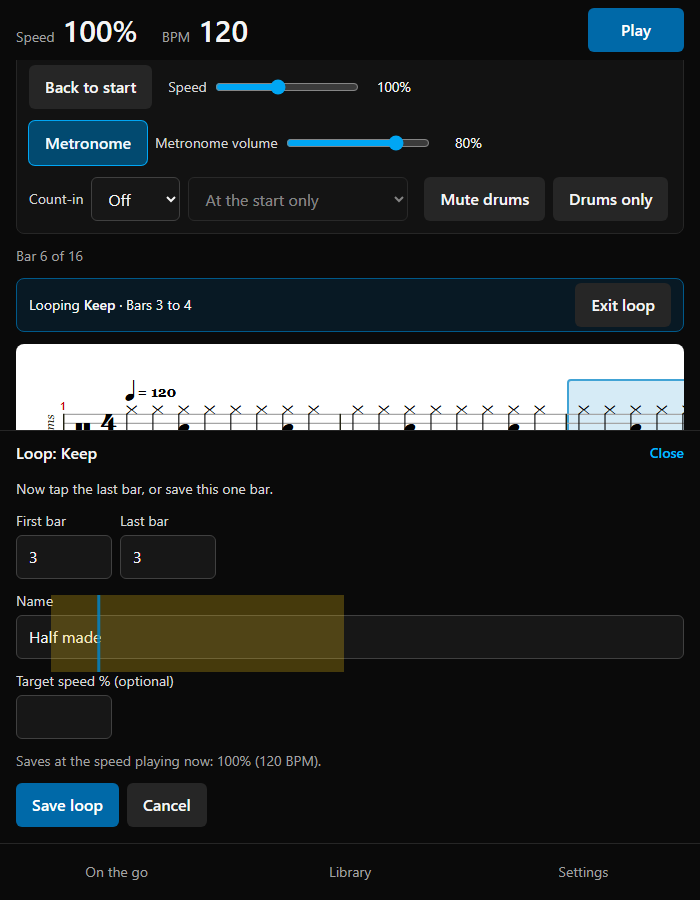 Speed 100% BPM 120 Play
Back to start Speed 100%
Metronome Metronome volume 80%
Count-in Off At the start only Mute drums Drums only
Bar 6 of 16
Looping Keep · Bars 3 to 4 Exit loop
= 120
1
4
Loop: Keep Close
Now tap the last bar, or save this one bar.
First bar Last bar
3 3
Name
Half made
Target speed % (optional)
Saves at the speed playing now: 100% (120 BPM).
Save loop Cancel
On the go Library Settings